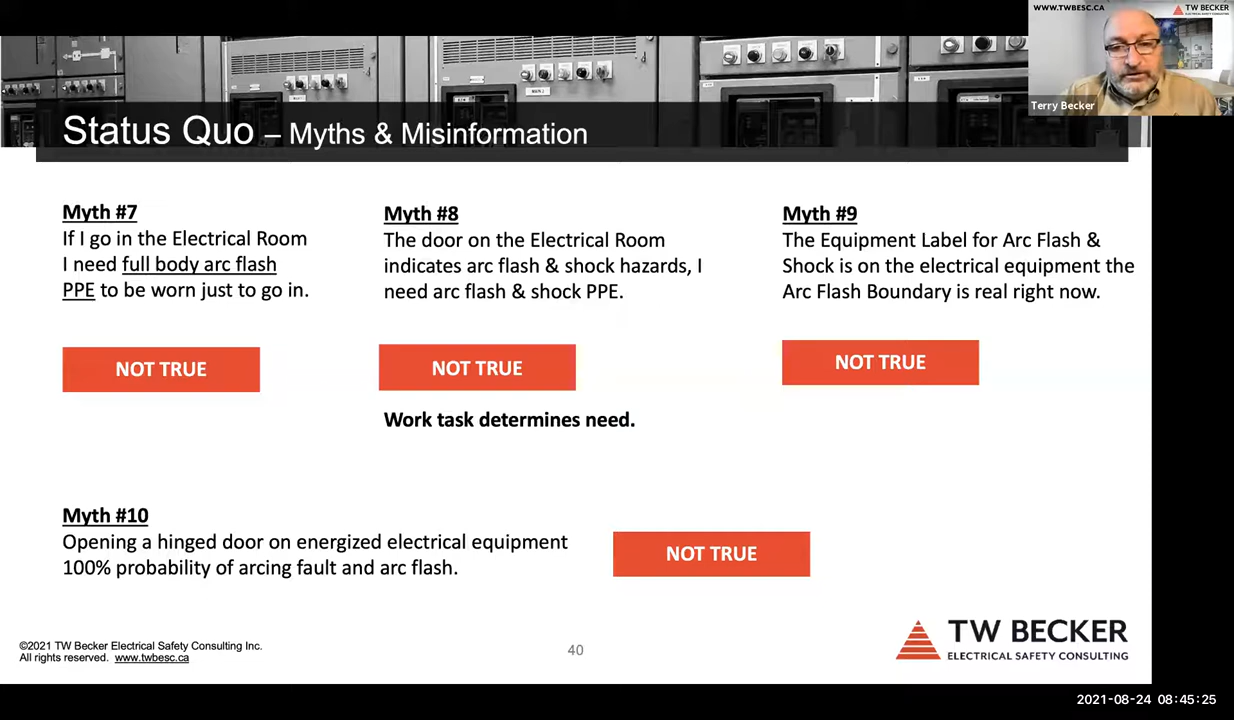 WWW.TWBESC.CA
TW BECKER
ELECTRICAL SAFETY CONSULTING
Terry Becker
Status Quo – Myths & Misinformation
Myth #7
If I go in the Electrical Room
I need full body arc flash
PPE to be worn just to go in.
NOT TRUE
Myth #8
The door on the Electrical Room
indicates arc flash & shock hazards, I
need arc flash & shock PPE.
NOT TRUE
Work task determines need.
Myth #9
The Equipment Label for Arc Flash &
Shock is on the electrical equipment the
Arc Flash Boundary is real right now.
NOT TRUE
Myth #10
Opening a hinged door on energized electrical equipment
100% probability of arcing fault and arc flash.
NOT TRUE
©2021 TW Becker Electrical Safety Consulting Inc.
All rights reserved. www.twbesc.ca
40
TW BECKER
ELECTRICAL SAFETY CONSULTING
2021-08-24 08:45:25